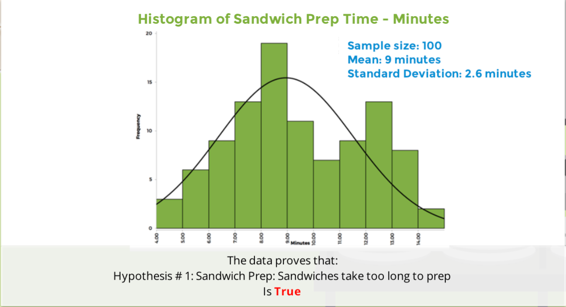 Histogram of Sandwich Prep Time - Minutes
Sample size: 100
Mean: 9 minutes
Standard Deviation: 2.6 minutes
20
15
10
5
0
Frequency
4.00 5.00 6.00 7.00 8.00 9.00 10.00 11.00 12.00 13.00 14.00
Minutes
The data proves that:
Hypothesis # 1: Sandwich Prep: Sandwiches take too long to prep
Is True